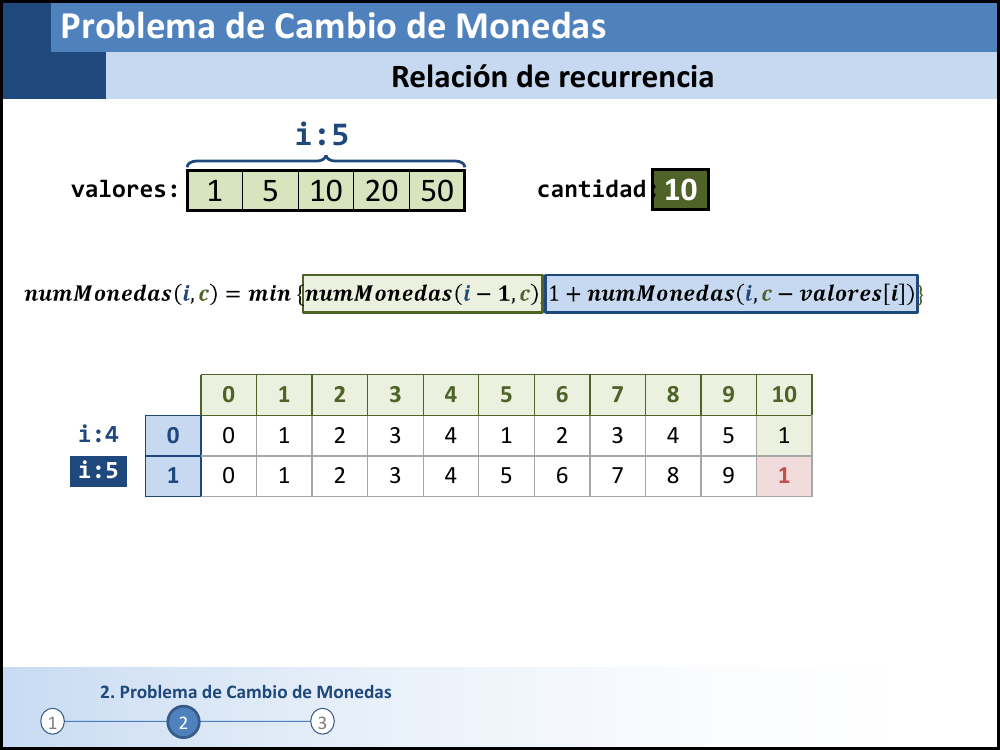 Problema de Cambio de Monedas
Relación de recurrencia
i:5
valores: 1 5 10 20 50 cantidad: 10
numMonedas(i,c) = min {numMonedas(i − 1,c), 1 + numMonedas(i,c − valores[i])}
0 1 2 3 4 5 6 7 8 9 10
i:4 0 0 1 2 3 4 1 2 3 4 5 1
i:5 1 0 1 2 3 4 5 6 7 8 9 1
2. Problema de Cambio de Monedas
1 2 3